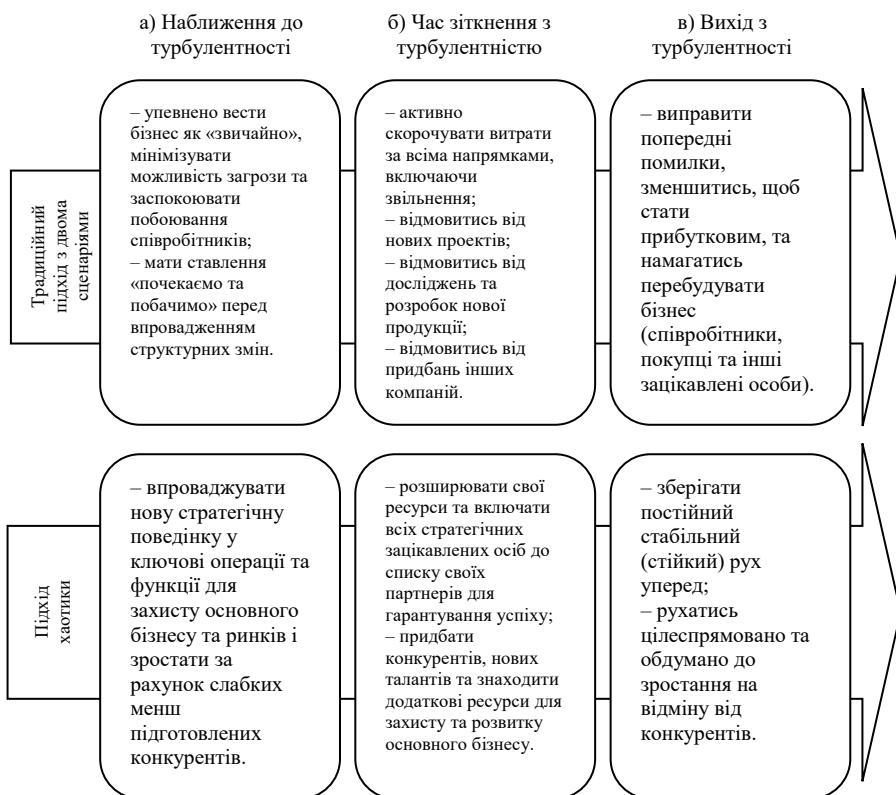 а) Наближення до
турбулентності
б) Час зіткнення з
турбулентністю
в) Вихід з
турбулентності
Традиційний
підхід з двома
сценаріями
– упевнено вести
бізнес як «звичайно»,
мінімізувати
можливість загрози та
заспокоювати
побоювання
співробітників;
– мати ставлення
«почекаємо та
побачимо» перед
впровадженням
структурних змін.
– активно
скорочувати витрати
за всіма напрямками,
включаючи
звільнення;
– відмовитись від
нових проектів;
– відмовитись від
досліджень та
розробок нової
продукції;
– відмовитись від
придбань інших
компаній.
– виправити
попередні
помилки,
зменшитись, щоб
стати
прибутковим, та
намагатись
перебудувати
бізнес
(співробітники,
покупці та інші
зацікавлені особи).
Підхід
хаотики
– впроваджувати
нову стратегічну
поведінку у
ключові операції та
функції для
захисту основного
бізнесу та ринків і
зростати за
рахунок слабких
менш
підготовлених
конкурентів.
– розширювати свої
ресурси та включати
всіх стратегічних
зацікавлених осіб до
списку своїх
партнерів для
гарантування успіху;
– придбати
конкурентів, нових
талантів та знаходити
додаткові ресурси для
захисту та розвитку
основного бізнесу.
– зберігати
постійний
стабільний
(стійкий) рух
уперед;
– рухатись
цілеспрямовано та
обдумано до
зростання на
відміну від
конкурентів.